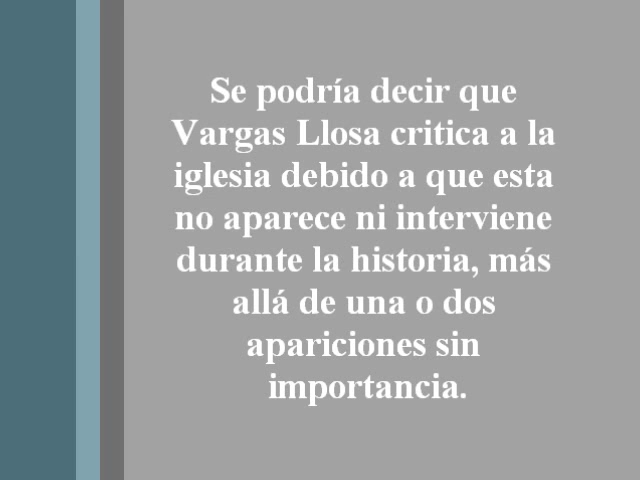 Se podría decir que
Vargas Llosa critica a la
iglesia debido a que esta
no aparece ni interviene
durante la historia, más
allá de una o dos
apariciones sin
importancia.